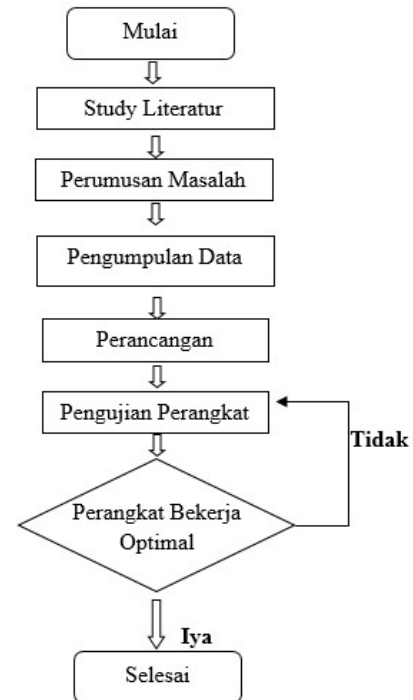 Mulai
Study Literatur
Perumusan Masalah
Pengumpulan Data
Perancangan
Pengujian Perangkat
Tidak
Perangkat Bekerja
Optimal
Iya
Selesai